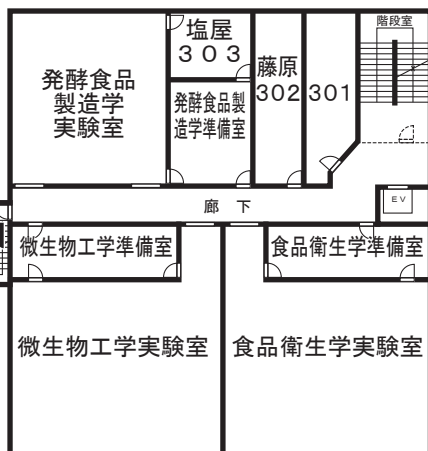 階段室
塩屋
３０３
発酵食品
製造学
実験室
藤原
302
301
発酵食品製
造学準備室
EV
廊 下
微生物工学準備室
食品衛生学準備室
微生物工学実験室
食品衛生学実験室